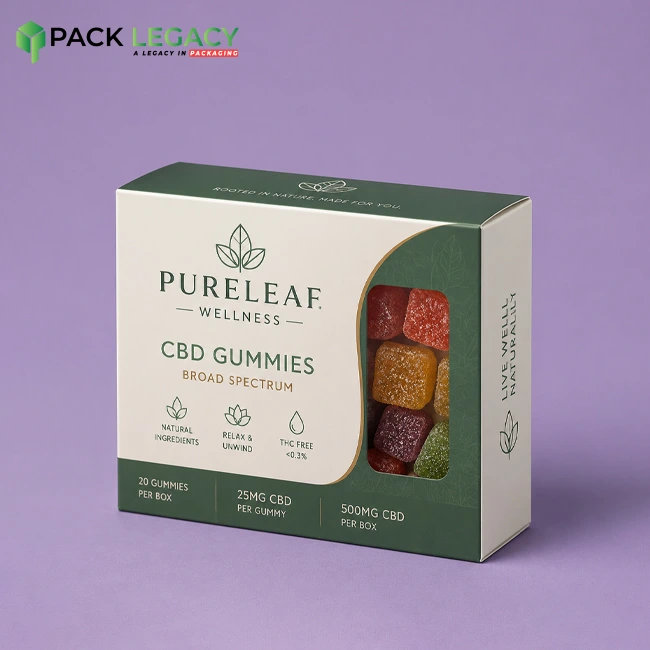 PACK LEGACY
A LEGACY IN PACKAGING
ROOTED IN NATURE. MADE FOR YOU.
PURELEAF
WELLNESS
CBD GUMMIES
BROAD SPECTRUM
NATURAL
INGREDIENTS
RELAX &
UNWIND
THC FREE
<0.3%
20 GUMMIES
PER BOX
25MG CBD
PER GUMMY
500MG CBD
PER BOX
LIVE WELLL
NATURALILY